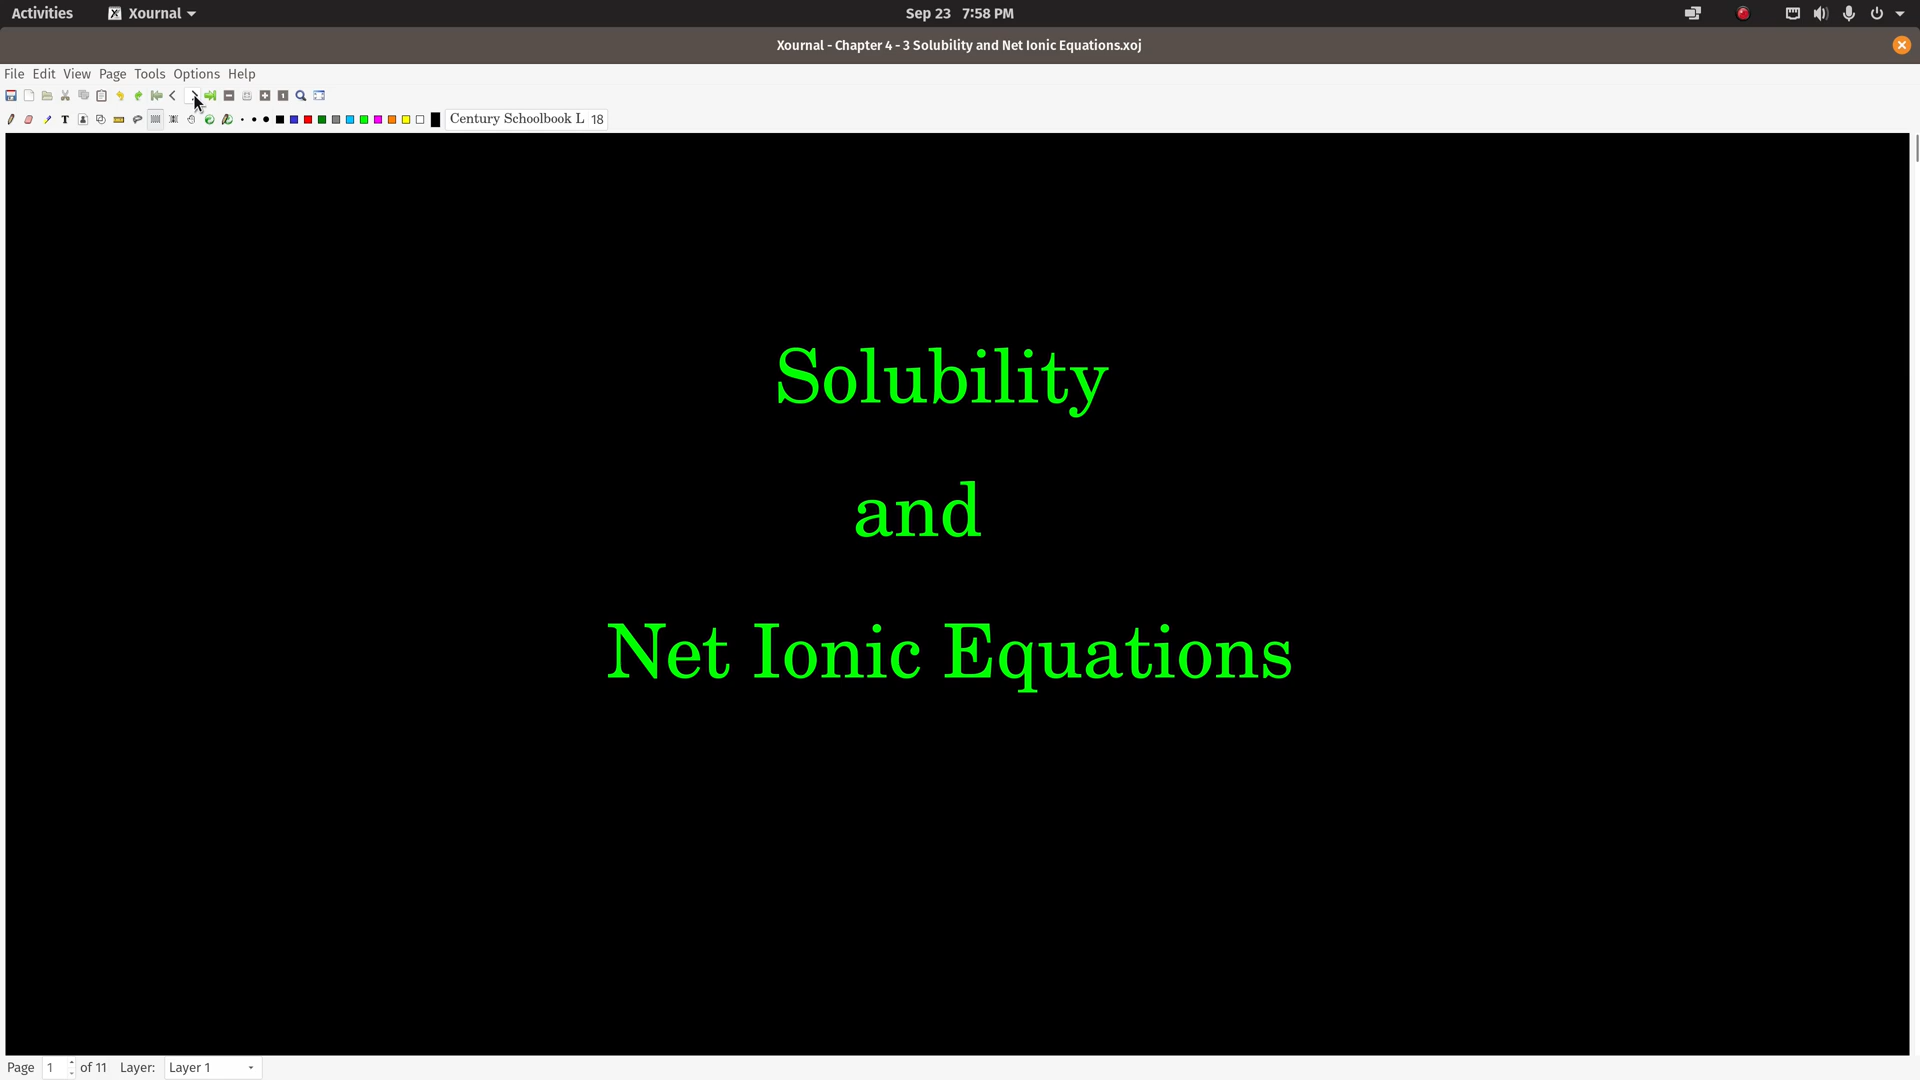 Activities Xournal Sep 23 7:58 PM
Xournal - Chapter 4 - 3 Solubility and Net Ionic Equations.xoj
File Edit View Page Tools Options Help
Century Schoolbook L 18
Solubility
and
Net Ionic Equations
Page 1 of 11 Layer: Layer 1